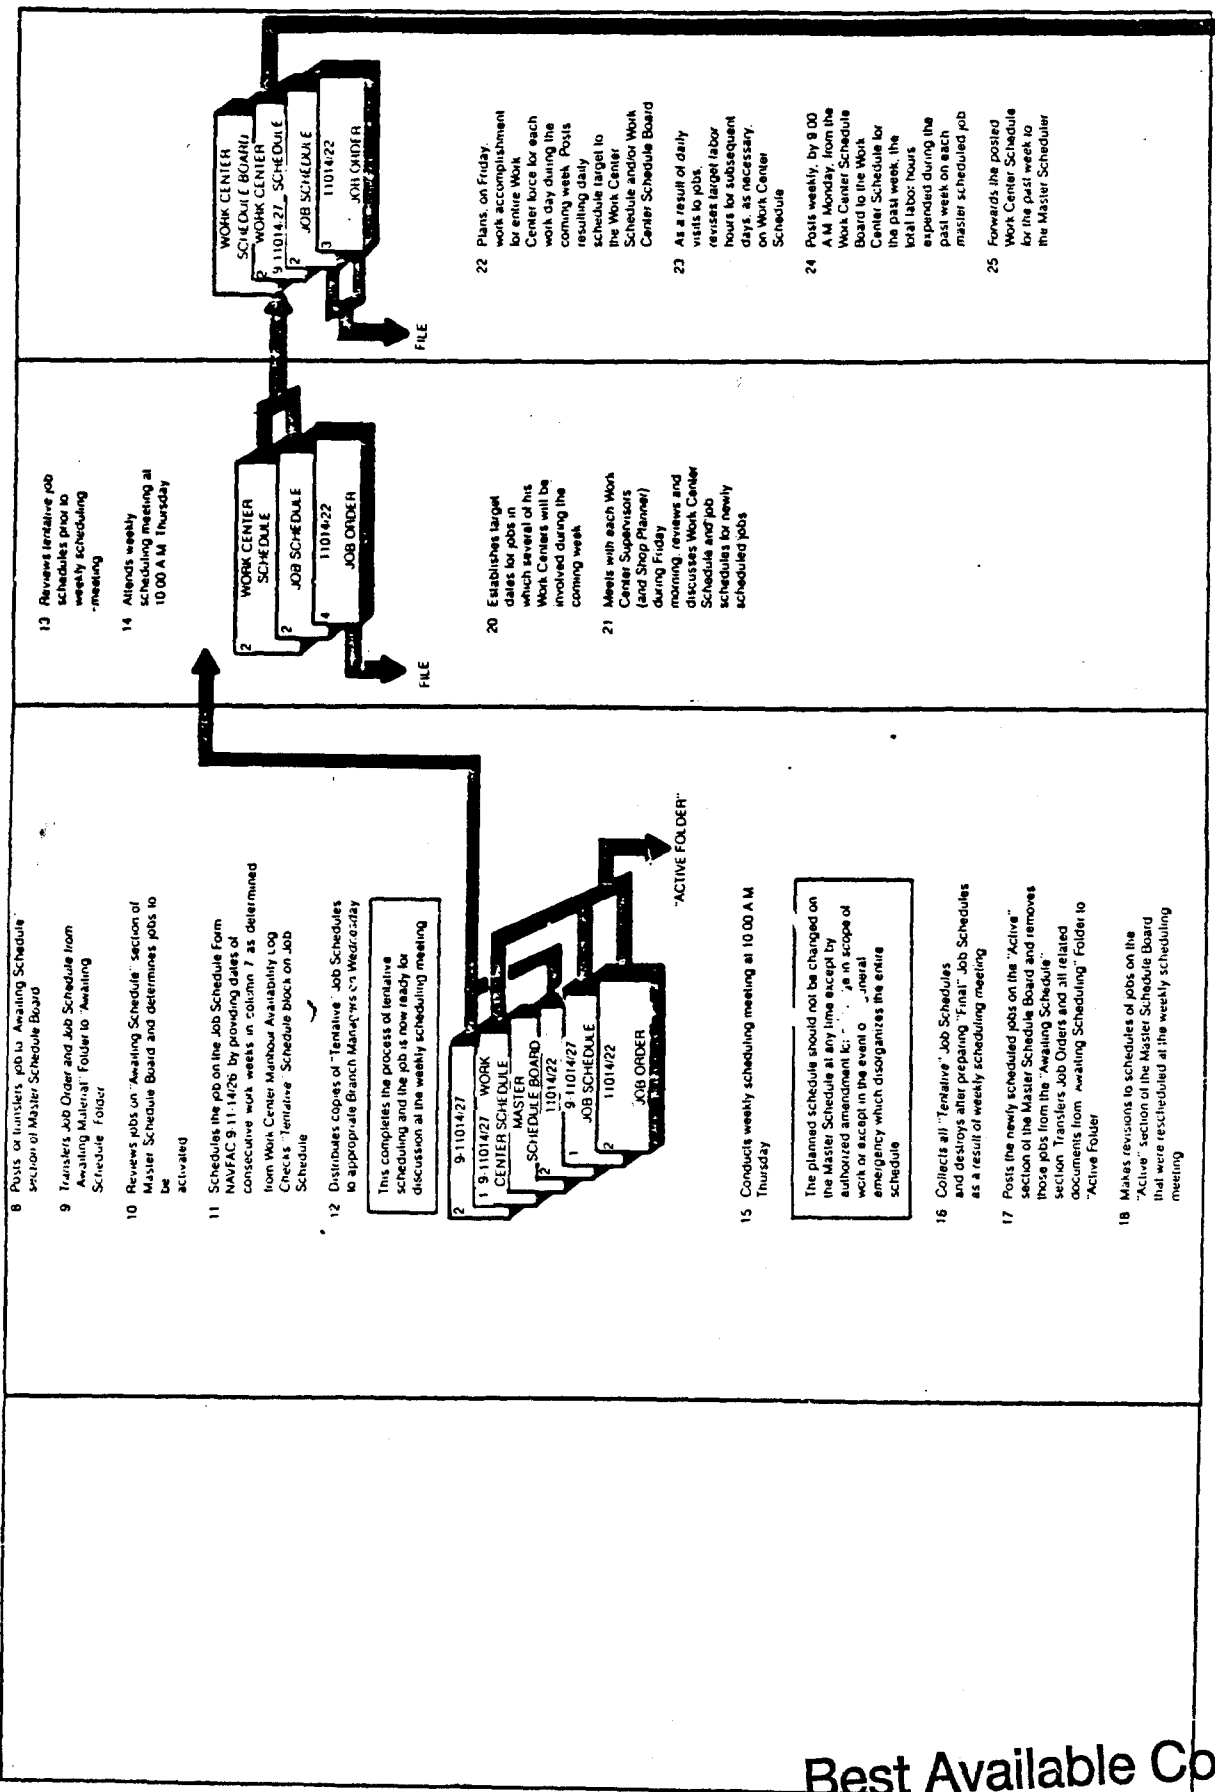 8 Posts or transfers job to "Awaiting Schedule"
section of Master Schedule Board
9 Transfers Job Order and Job Schedule from
"Awaiting Material" Folder to "Awaiting
Schedule" Folder
10 Reviews jobs on "Awaiting Schedule" section of
Master Schedule Board and determines jobs to
be
activated
11 Schedules the job on the Job Schedule Form
NAVFAC 9-11-14/26 by providing dates of
consecutive work weeks in column 7 as determined
from Work Center Manhour Availability Log
Checks "Tentative" Schedule block on Job
Schedule
12 Distributes copies of "Tentative" Job Schedules
to appropriate Branch Managers on Wednesday
This completes the process of tentative
scheduling and the job is now ready for
discussion at the weekly scheduling meeting
2 9-11014/27
1 9-11014/27 WORK
CENTER SCHEDULE
MASTER
SCHEDULE BOARD
2 11014/22
9-11014/27
1 JOB SCHEDULE
11014/22
2 JOB ORDER
"ACTIVE FOLDER"
15 Conducts weekly scheduling meeting at 10 00 A M
Thursday
The planned schedule should not be changed on
the Master Schedule at any time except by
authorized amendment in scope of
work or except in the event
emergency which disorganizes the entire
schedule
16 Collects all "Tentative" Job Schedules
and destroys after preparing "Final" Job Schedules
as a result of weekly scheduling meeting
17 Posts the newly scheduled jobs on the "Active"
section of the Master Schedule Board and removes
those jobs from the "Awaiting Schedule"
section Transfers Job Orders and all related
documents from "Awaiting Scheduling" Folder to
"Active Folder
18 Makes revisions to schedules of jobs on the
"Active" section of the Master Schedule Board
that were rescheduled at the weekly scheduling
meeting
13 Reviews tentative job
schedules prior to
weekly scheduling
meeting
14 Attends weekly
scheduling meeting at
10 00 A M Thursday
WORK CENTER
2 SCHEDULE
JOB SCHEDULE
2
11014/22
4 JOB ORDER
FILE
20 Establishes target
dates for jobs in
which several of his
Work Centers will be
involved during the
coming week
21 Meets with each Work
Center Supervisors
(and Shop Planner)
during Friday
morning, reviews and
discusses Work Center
Schedule and job
schedules for newly
scheduled jobs
WORK CENTER
SCHEDULE BOARD
WORK CENTER
2
9 11014/27 SCHEDULE
2 JOB SCHEDULE
11014/22
3 JOB ORDER
FILE
22 Plans, on Friday,
work accomplishment
for entire Work
Center force for each
work day during the
coming week Posts
resulting daily
schedule target to
the Work Center
Schedule and/or Work
Center Schedule Board
23 As a result of daily
visits to jobs,
revises target labor
hours for subsequent
days, as necessary,
on Work Center
Schedule
24 Posts weekly, by 9 00
A M Monday, from the
Work Center Schedule
Board to the Work
Center Schedule for
the past week, the
total labor hours
expended during the
past week on each
master scheduled job
25 Forwards the posted
Work Center Schedule
for the past week to
the Master Scheduler
Best Available Co